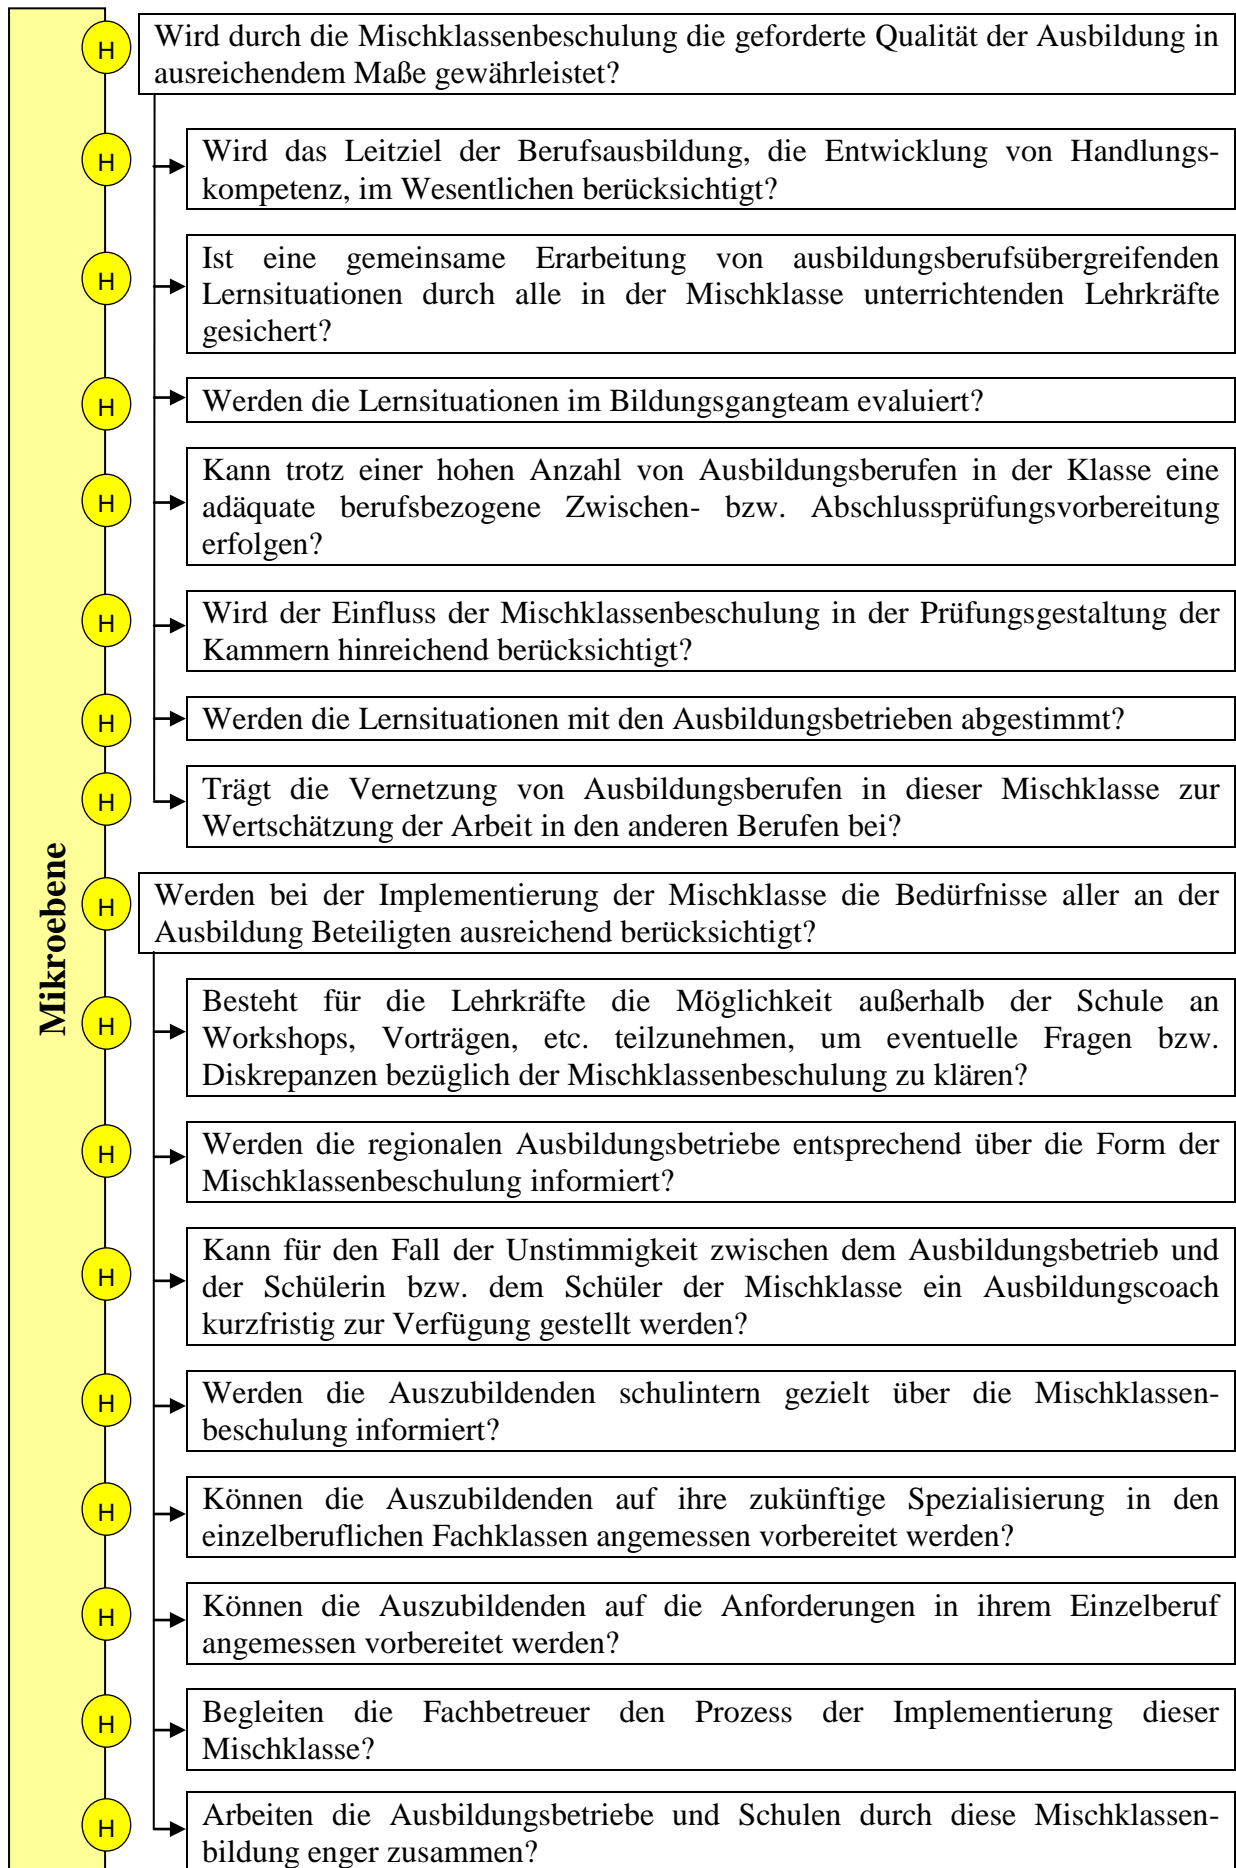 H
Wird durch die Mischklassenbeschulung die geforderte Qualität der Ausbildung in
ausreichendem Maße gewährleistet?
H
Wird das Leitziel der Berufsausbildung, die Entwicklung von Handlungs-
kompetenz, im Wesentlichen berücksichtigt?
H
Ist eine gemeinsame Erarbeitung von ausbildungsberufsübergreifenden
Lernsituationen durch alle in der Mischklasse unterrichtenden Lehrkräfte
gesichert?
H
Werden die Lernsituationen im Bildungsgangteam evaluiert?
H
Kann trotz einer hohen Anzahl von Ausbildungsberufen in der Klasse eine
adäquate berufsbezogene Zwischen- bzw. Abschlussprüfungsvorbereitung
erfolgen?
H
Wird der Einfluss der Mischklassenbeschulung in der Prüfungsgestaltung der
Kammern hinreichend berücksichtigt?
H
Werden die Lernsituationen mit den Ausbildungsbetrieben abgestimmt?
H
Trägt die Vernetzung von Ausbildungsberufen in dieser Mischklasse zur
Wertschätzung der Arbeit in den anderen Berufen bei?
Mikroebene
H
Werden bei der Implementierung der Mischklasse die Bedürfnisse aller an der
Ausbildung Beteiligten ausreichend berücksichtigt?
H
Besteht für die Lehrkräfte die Möglichkeit außerhalb der Schule an
Workshops, Vorträgen, etc. teilzunehmen, um eventuelle Fragen bzw.
Diskrepanzen bezüglich der Mischklassenbeschulung zu klären?
H
Werden die regionalen Ausbildungsbetriebe entsprechend über die Form der
Mischklassenbeschulung informiert?
H
Kann für den Fall der Unstimmigkeit zwischen dem Ausbildungsbetrieb und
der Schülerin bzw. dem Schüler der Mischklasse ein Ausbildungscoach
kurzfristig zur Verfügung gestellt werden?
H
Werden die Auszubildenden schulintern gezielt über die Mischklassen-
beschulung informiert?
H
Können die Auszubildenden auf ihre zukünftige Spezialisierung in den
einzelberuflichen Fachklassen angemessen vorbereitet werden?
H
Können die Auszubildenden auf die Anforderungen in ihrem Einzelberuf
angemessen vorbereitet werden?
H
Begleiten die Fachbetreuer den Prozess der Implementierung dieser
Mischklasse?
H
Arbeiten die Ausbildungsbetriebe und Schulen durch diese Mischklassen-
bildung enger zusammen?